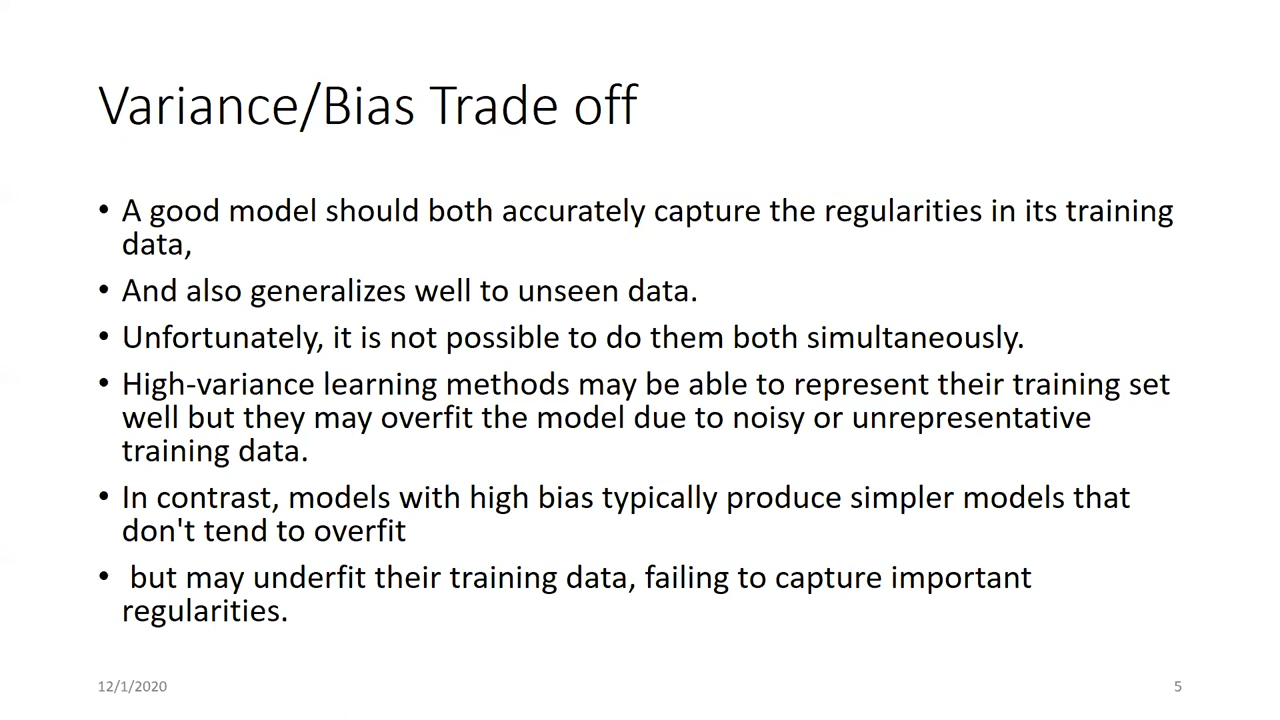 Variance/Bias Trade off
• A good model should both accurately capture the regularities in its training
data,
• And also generalizes well to unseen data.
• Unfortunately, it is not possible to do them both simultaneously.
• High-variance learning methods may be able to represent their training set
well but they may overfit the model due to noisy or unrepresentative
training data.
• In contrast, models with high bias typically produce simpler models that
don't tend to overfit
• but may underfit their training data, failing to capture important
regularities.
12/1/2020
5